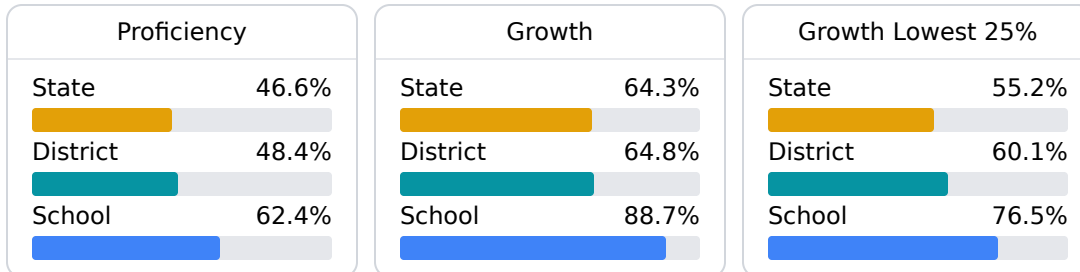 Proficiency
State 46.6%
District 48.4%
School 62.4%
Growth
State 64.3%
District 64.8%
School 88.7%
Growth Lowest 25%
State 55.2%
District 60.1%
School 76.5%